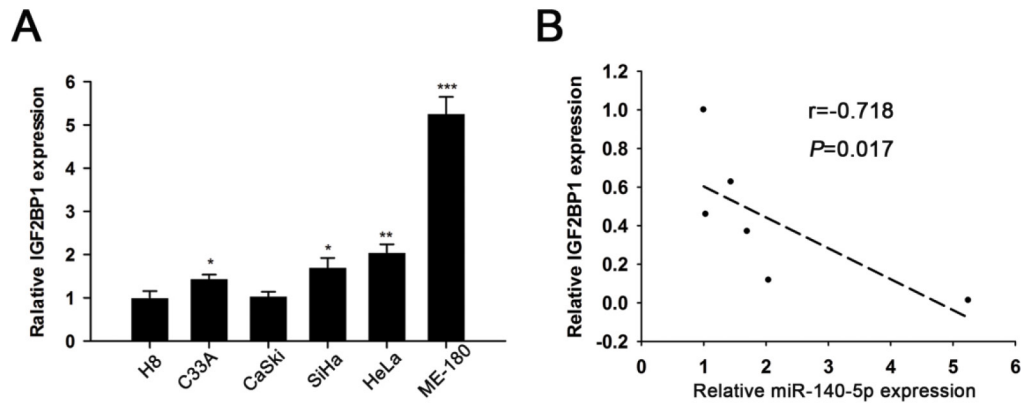 A
Ralative IGF2BP1 expression
6
5
4
3
2
1
0
*
*
**
***
H8
C33A
CaSki
SiHa
HeLa
ME-180
B
Relative IGF2BP1 expression
1.2
1.0
0.8
0.6
0.4
0.2
0.0
-0.2
r=-0.718
P=0.017
0 1 2 3 4 5 6
Relative miR-140-5p expression